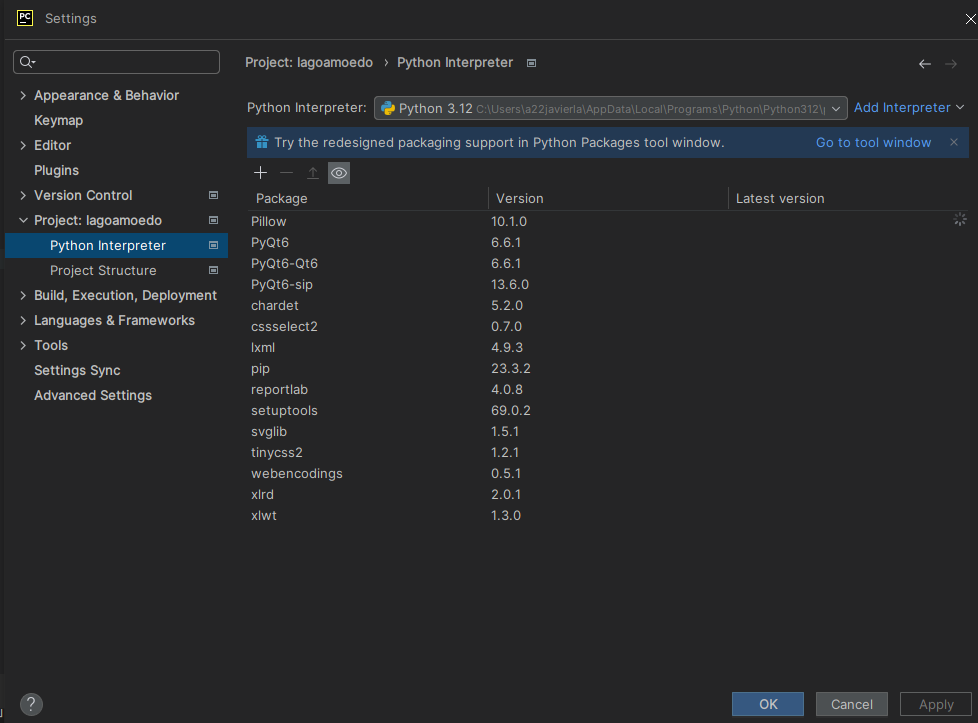 PC Settings
Project: lagoamoedo › Python Interpreter
Appearance & Behavior
Keymap
Editor
Plugins
Version Control
Project: lagoamoedo
Python Interpreter
Project Structure
Build, Execution, Deployment
Languages & Frameworks
Tools
Settings Sync
Advanced Settings
Python Interpreter: Python 3.12 C:\Users\a22javierla\AppData\Local\Programs\Python\Python312\ Add Interpreter
Try the redesigned packaging support in Python Packages tool window. Go to tool window
Package Version Latest version
Pillow 10.1.0
PyQt6 6.6.1
PyQt6-Qt6 6.6.1
PyQt6-sip 13.6.0
chardet 5.2.0
cssselect2 0.7.0
lxml 4.9.3
pip 23.3.2
reportlab 4.0.8
setuptools 69.0.2
svglib 1.5.1
tinycss2 1.2.1
webencodings 0.5.1
xlrd 2.0.1
xlwt 1.3.0
? OK Cancel Apply